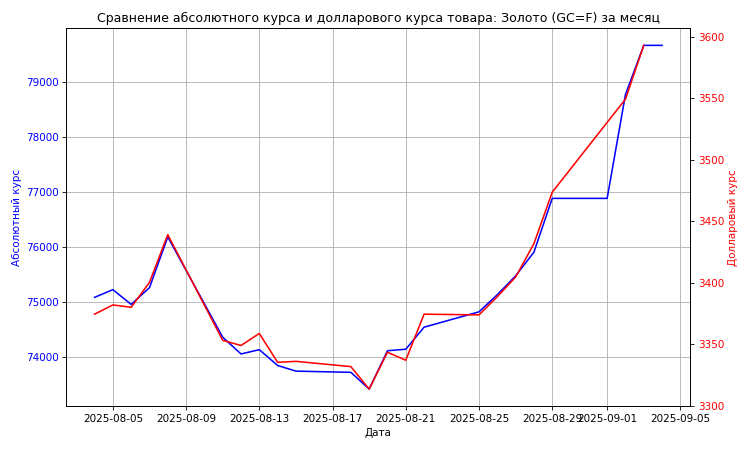 Сравнение абсолютного курса и долларового курса товара: Золото (GC=F) за месяц
3600
79000
3550
78000
3500
77000
3450
76000
3400
75000
3350
74000
3300
Абсолютный курс
Долларовый курс
2025-08-05 2025-08-09 2025-08-13 2025-08-17 2025-08-21 2025-08-25 2025-08-29 2025-09-01 2025-09-05
Дата